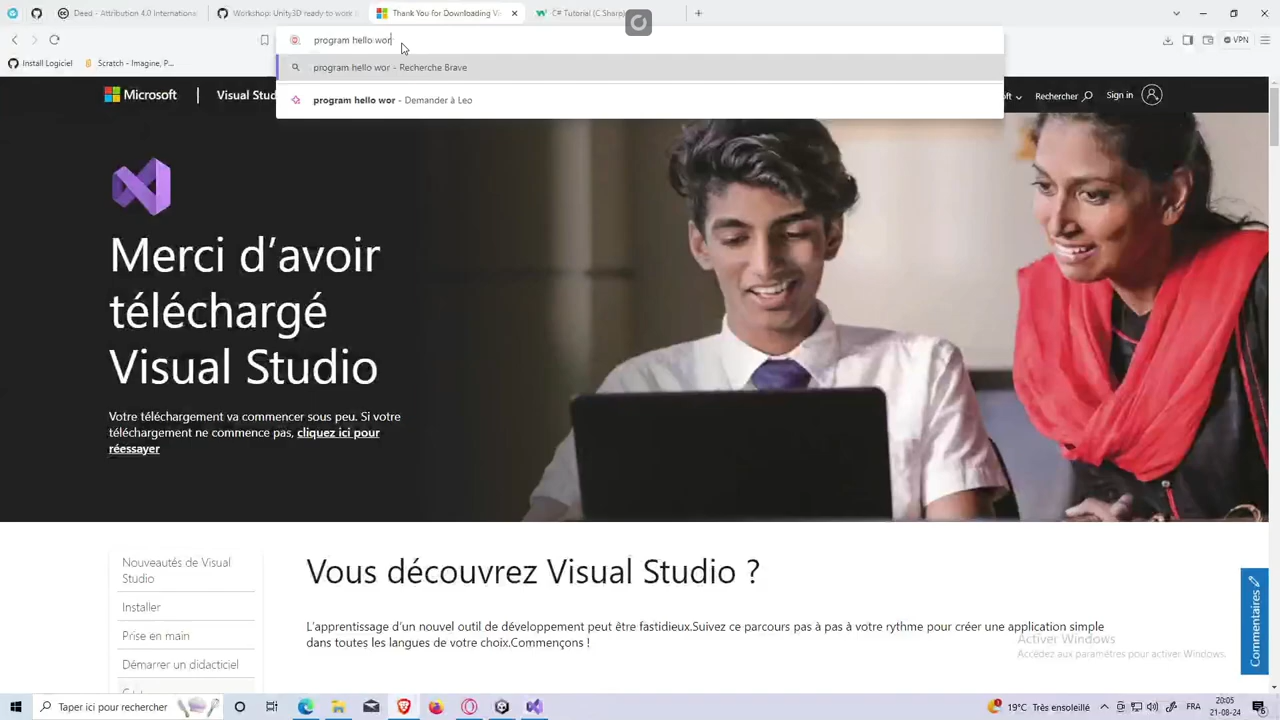 Deed - Attribution 4.0 Internationa
Work3D ready to
Thank You for Downloading Vi
C# Tutorial (C Sharp)
program hello wor
Install Logiciel
Scratch - Imagine, P...
VPN
program hello wor - Recherche Brave
program hello wor - Demander à Leo
Microsoft
Visual Stu
ft
Rechercher
Sign in
Merci d'avoir
téléchargé
Visual Studio
Votre téléchargement va commencer sous peu. Si votre
téléchargement ne commence pas, cliquez ici pour
réessayer
Nouveautés de Visual
Studio
Installer
Prise en main
Démarrer un didacticiel
Vous découvrez Visual Studio ?
L'apprentissage d'un nouvel outil de développement peut être fastidieux.Suivez ce parcours pas à pas à votre rythme pour créer une application simple
dans toutes les langues de votre choix.Commençons !
Commentaires
Activer Windows
Accédez aux paramètres pour activer Windows.
Taper ici pour rechercher
19°C Très ensoleillé
FRA
20:05
21-08-24
6